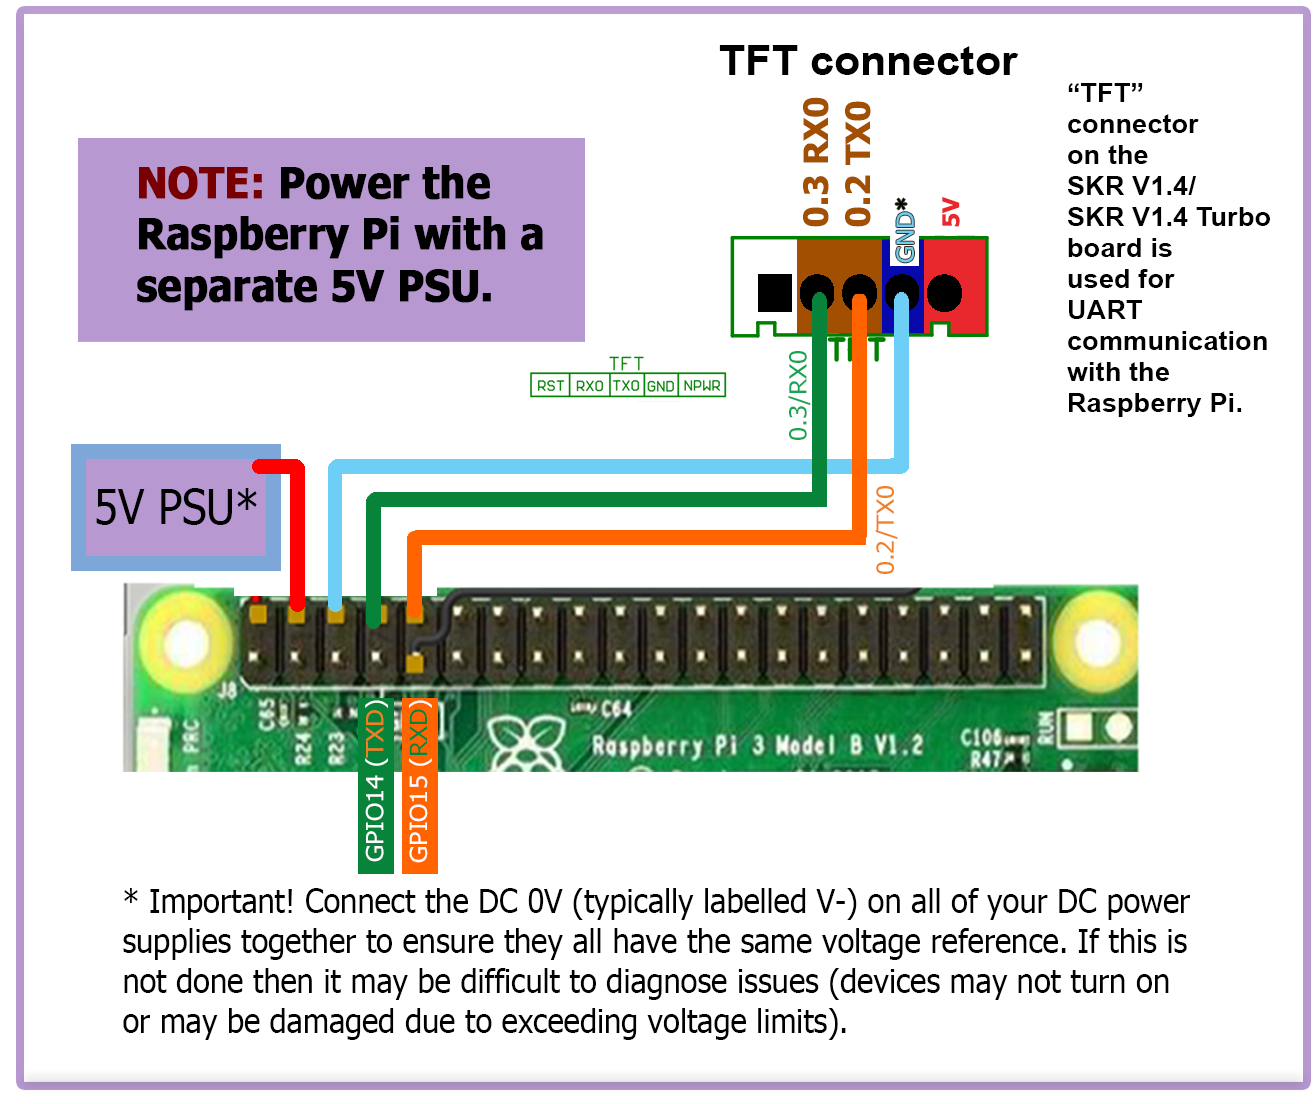 TFT connector
"TFT"
connector
on the
SKR V1.4/
SKR V1.4 Turbo
board is
used for
UART
communication
with the
Raspberry Pi.
NOTE: Power the
Raspberry Pi with a
separate 5V PSU.
0.3 RX0
0.2 TX0
GND*
5V
TFT
TFT
RST RX0 TX0 GND NPWR
0.3/RX0
0.2/TX0
5V PSU*
J8
PRC
C65
R24
R23
C64
Raspberry Pi 3 Model B V1.2
C106
R47
RUN
GPIO14 (TXD)
GPIO15 (RXD)
* Important! Connect the DC 0V (typically labelled V-) on all of your DC power
supplies together to ensure they all have the same voltage reference. If this is
not done then it may be difficult to diagnose issues (devices may not turn on
or may be damaged due to exceeding voltage limits).